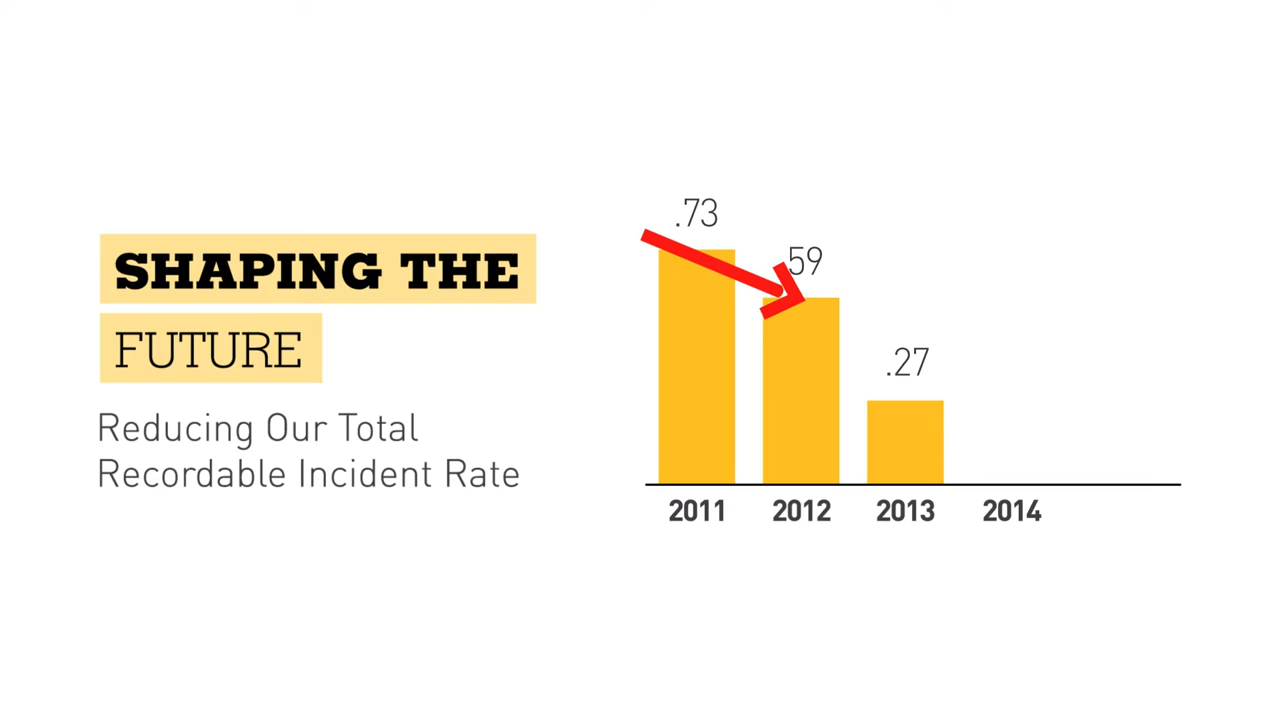 SHAPING THE
FUTURE
Reducing Our Total
Recordable Incident Rate
.73
59
.27
2011 2012 2013 2014